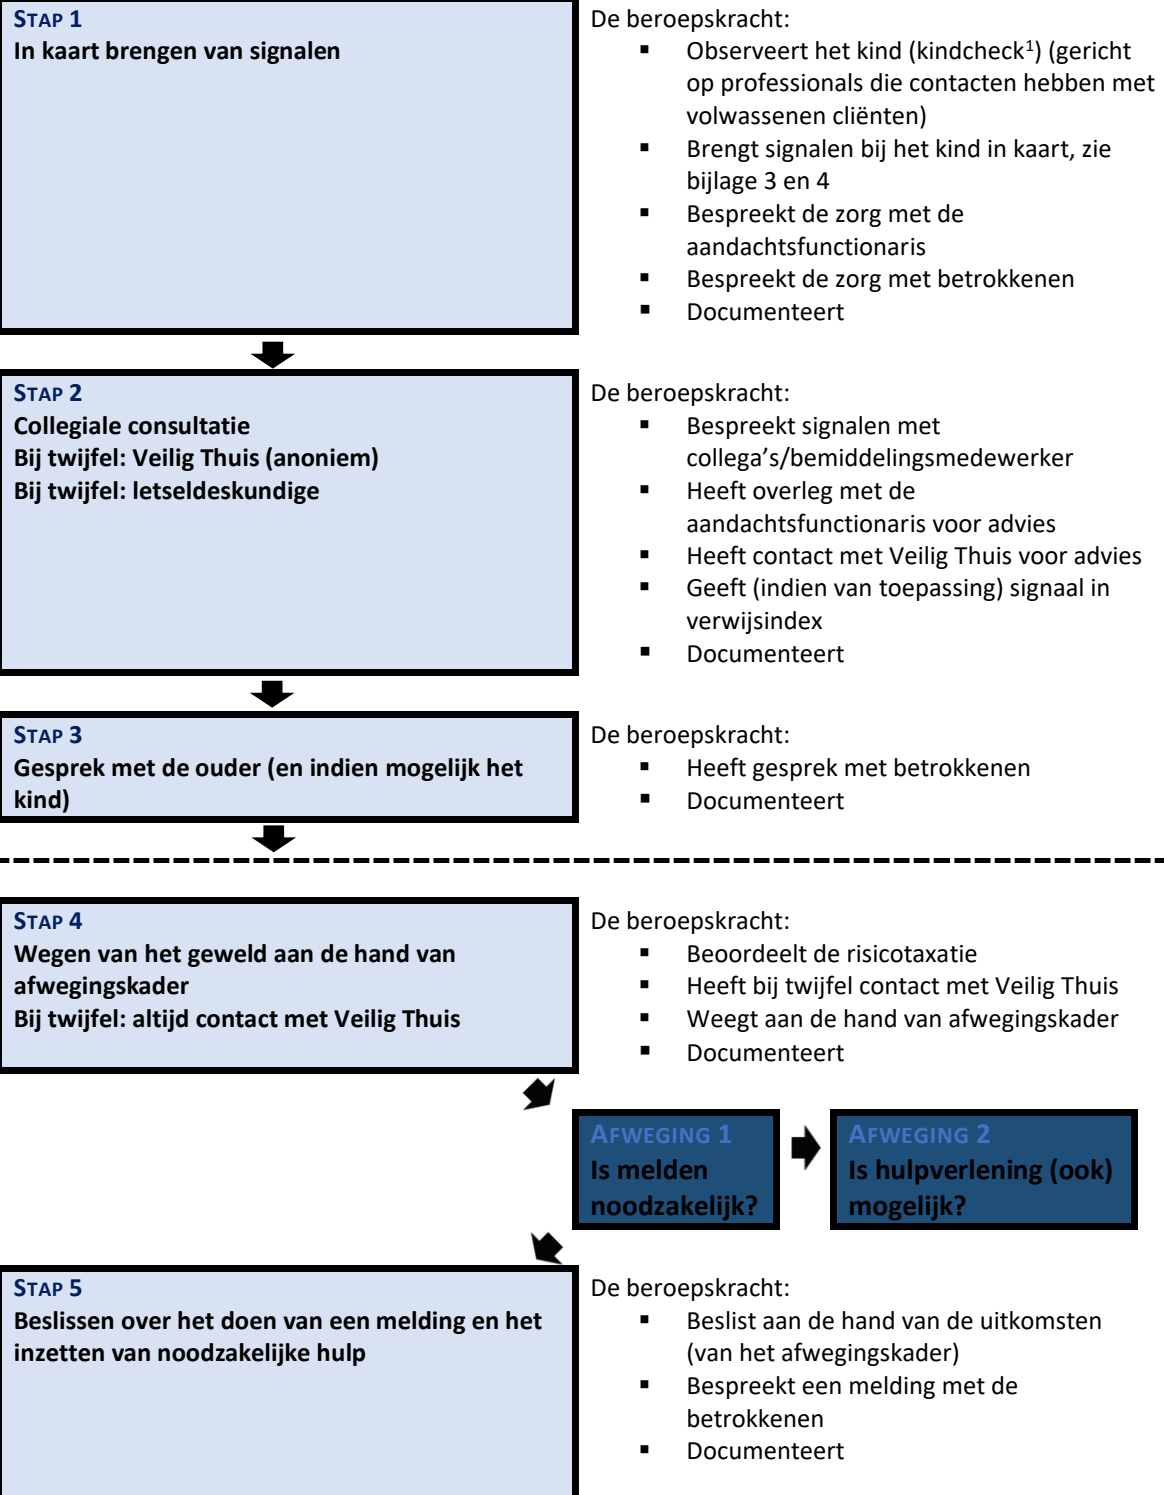 STAP 1
In kaart brengen van signalen
De beroepskracht:
▪ Observeert het kind (kindcheck¹) (gericht
op professionals die contacten hebben met
volwassenen cliënten)
▪ Brengt signalen bij het kind in kaart, zie
bijlage 3 en 4
▪ Bespreekt de zorg met de
aandachtsfunctionaris
▪ Bespreekt de zorg met betrokkenen
▪ Documenteert
STAP 2
Collegiale consultatie
Bij twijfel: Veilig Thuis (anoniem)
Bij twijfel: letseldeskundige
De beroepskracht:
▪ Bespreekt signalen met
collega’s/bemiddelingsmedewerker
▪ Heeft overleg met de
aandachtsfunctionaris voor advies
▪ Heeft contact met Veilig Thuis voor advies
▪ Geeft (indien van toepassing) signaal in
verwijsindex
▪ Documenteert
STAP 3
Gesprek met de ouder (en indien mogelijk het
kind)
De beroepskracht:
▪ Heeft gesprek met betrokkenen
▪ Documenteert
STAP 4
Wegen van het geweld aan de hand van
afwegingskader
Bij twijfel: altijd contact met Veilig Thuis
De beroepskracht:
▪ Beoordeelt de risicotaxatie
▪ Heeft bij twijfel contact met Veilig Thuis
▪ Weegt aan de hand van afwegingskader
▪ Documenteert
AFWEGING 1
Is melden
noodzakelijk?
AFWEGING 2
Is hulpverlening (ook)
mogelijk?
STAP 5
Beslissen over het doen van een melding en het
inzetten van noodzakelijke hulp
De beroepskracht:
▪ Beslist aan de hand van de uitkomsten
(van het afwegingskader)
▪ Bespreekt een melding met de
betrokkenen
▪ Documenteert